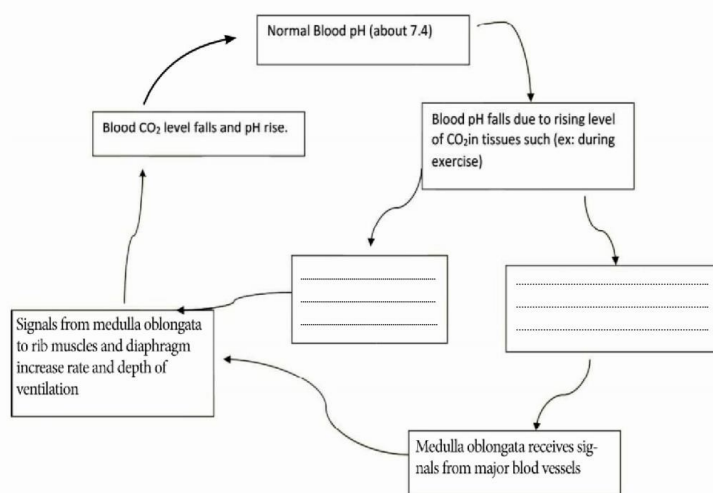 Normal Blood pH (about 7.4)
Blood pH falls due to rising level
of CO₂in tissues such (ex: during
exercise)
Blood CO₂ level falls and pH rise.
Signals from medulla oblongata
to rib muscles and diaphragm
increase rate and depth of
ventilation
Medulla oblongata receives sig-
nals from major blod vessels